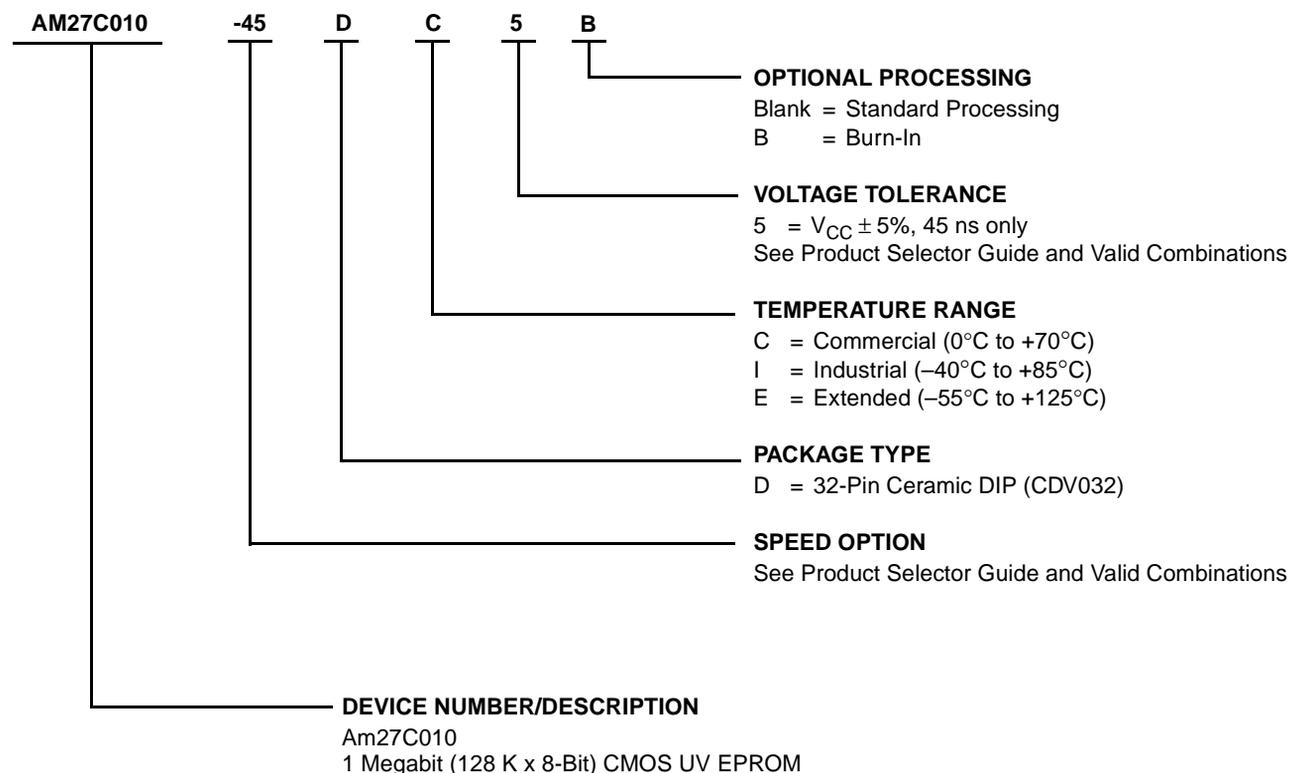 AM27C010 -45 D C 5 B
OPTIONAL PROCESSING
Blank = Standard Processing
B = Burn-In
VOLTAGE TOLERANCE
5 = VCC ± 5%, 45 ns only
See Product Selector Guide and Valid Combinations
TEMPERATURE RANGE
C = Commercial (0°C to +70°C)
I = Industrial (–40°C to +85°C)
E = Extended (–55°C to +125°C)
PACKAGE TYPE
D = 32-Pin Ceramic DIP (CDV032)
SPEED OPTION
See Product Selector Guide and Valid Combinations
DEVICE NUMBER/DESCRIPTION
Am27C010
1 Megabit (128 K x 8-Bit) CMOS UV EPROM